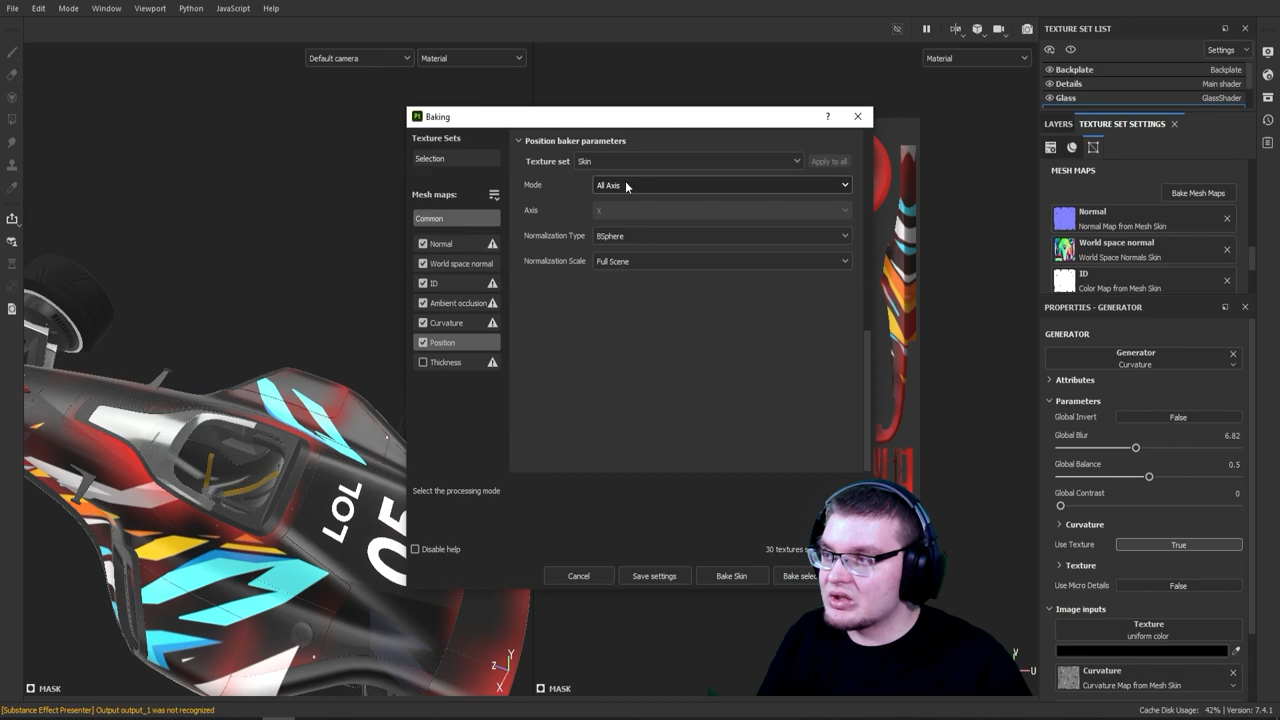 File Edit Mode Window Viewport Python JavaScript Help
Default camera
Material
Material
TEXTURE SET LIST
Settings
Backplate Backplate
Details Main shader
Glass GlassShader
LAYERS TEXTURE SET SETTINGS
MESH MAPS
Bake Mesh Maps
Normal
Normal Map from Mesh Skin
World space normal
World Space Normals Skin
ID
Color Map from Mesh Skin
PROPERTIES - GENERATOR
GENERATOR
Generator
Curvature
Attributes
Parameters
Global Invert False
Global Blur 6.82
Global Balance 0.5
Global Contrast 0
Curvature
Use Texture True
Texture
Use Micro Details False
Image inputs
Texture
uniform color
Curvature
Curvature Map from Mesh Skin
Pt Baking ?
Texture Sets
Selection
Mesh maps:
Common
Normal
World space normal
ID
Ambient occlusion
Curvature
Position
Thickness
Position baker parameters
Texture set Skin Apply to all
Mode All Axis
Axis X
Normalization Type BSphere
Normalization Scale Full Scene
Select the processing mode
Disable help
30 textures
Cancel Save settings Bake Skin Bake
LOL
05
Y
Z
X
U
MASK
MASK
[Substance Effect Presenter] Output output_1 was not recognized
Cache Disk Usage: 42% | Version: 7.4.1